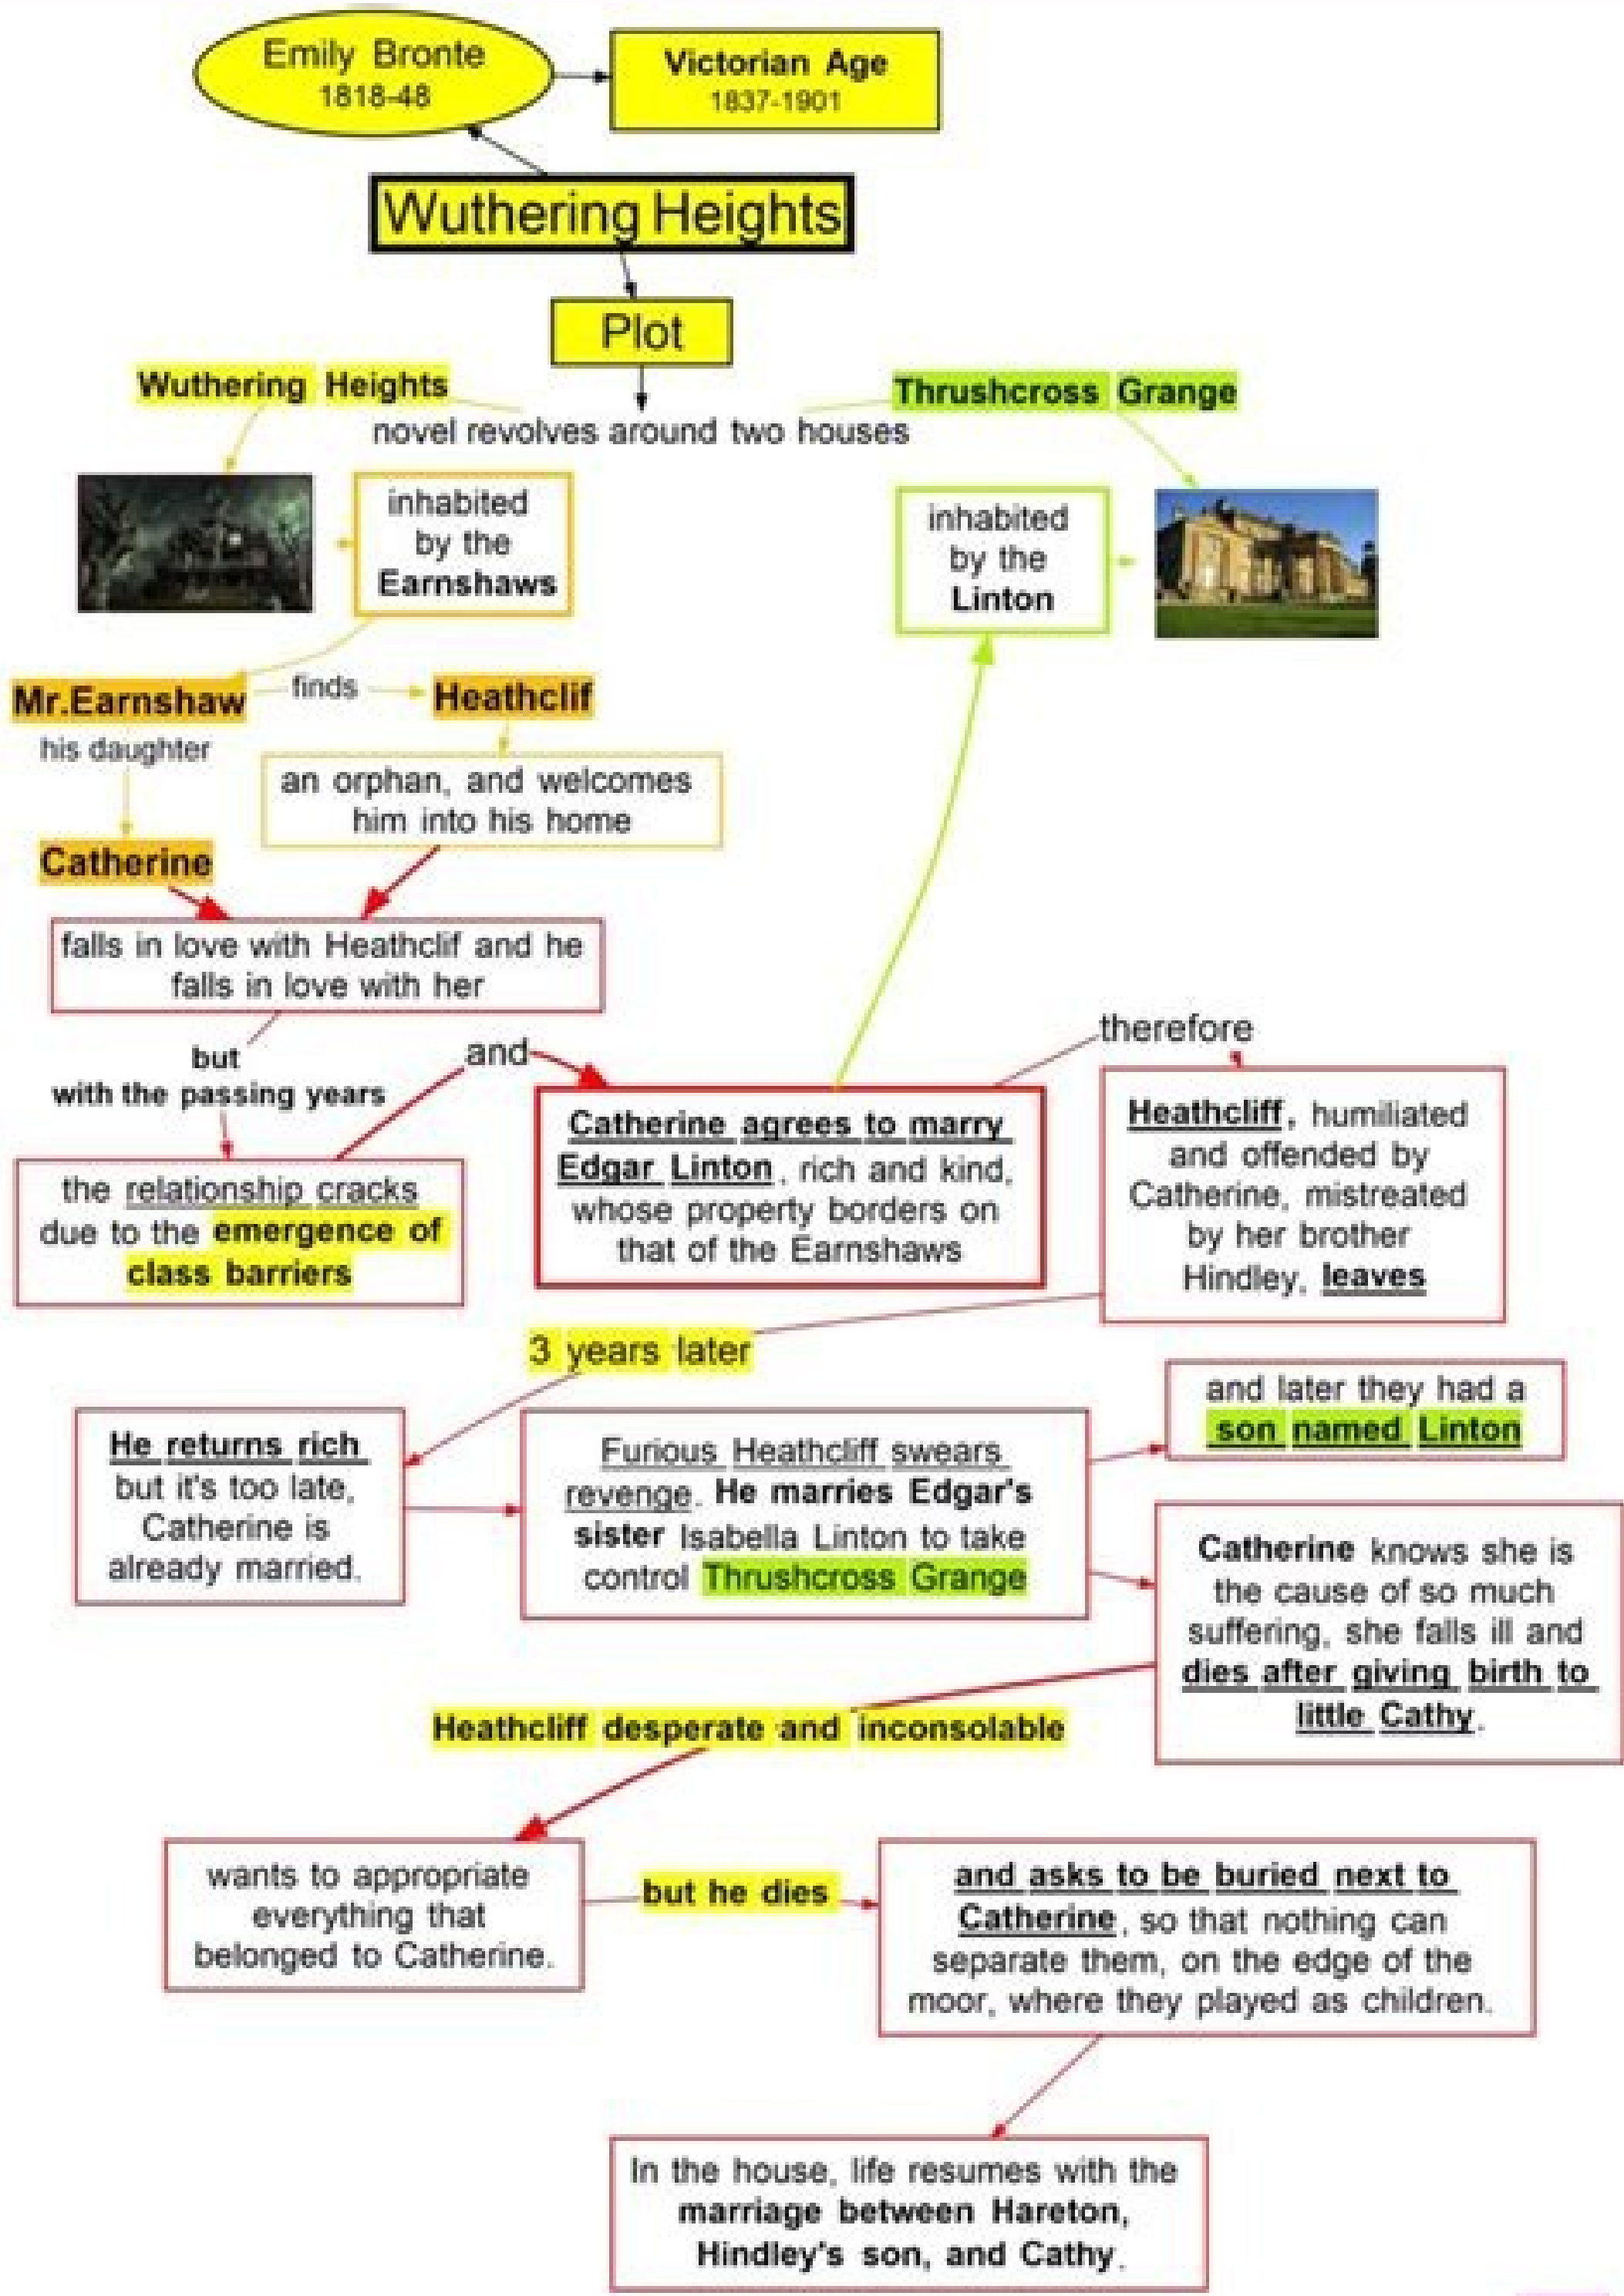 Emily Bronte
1818-48
Victorian Age
1837-1901
Wuthering Heights
Plot
Wuthering Heights
Thrushcross Grange
novel revolves around two houses
inhabited
by the
Earnshaws
inhabited
by the
Linton
Mr.Earnshaw
finds
Heathclif
his daughter
an orphan, and welcomes
him into his home
Catherine
falls in love with Heathclif and he
falls in love with her
but
with the passing years
and
therefore
the relationship cracks
due to the emergence of
class barriers
Catherine agrees to marry
Edgar Linton, rich and kind,
whose property borders on
that of the Earnshaws
Heathcliff, humiliated
and offended by
Catherine, mistreated
by her brother
Hindley, leaves
3 years later
He returns rich
but it's too late,
Catherine is
already married.
Furious Heathcliff swears
revenge. He marries Edgar's
sister Isabella Linton to take
control Thrushcross Grange
and later they had a
son named Linton
Catherine knows she is
the cause of so much
suffering, she falls ill and
dies after giving birth to
little Cathy.
Heathcliff desperate and inconsolable
wants to appropriate
everything that
belonged to Catherine.
but he dies
and asks to be buried next to
Catherine, so that nothing can
separate them, on the edge of the
moor, where they played as children.
In the house, life resumes with the
marriage between Hareton,
Hindley's son, and Cathy.